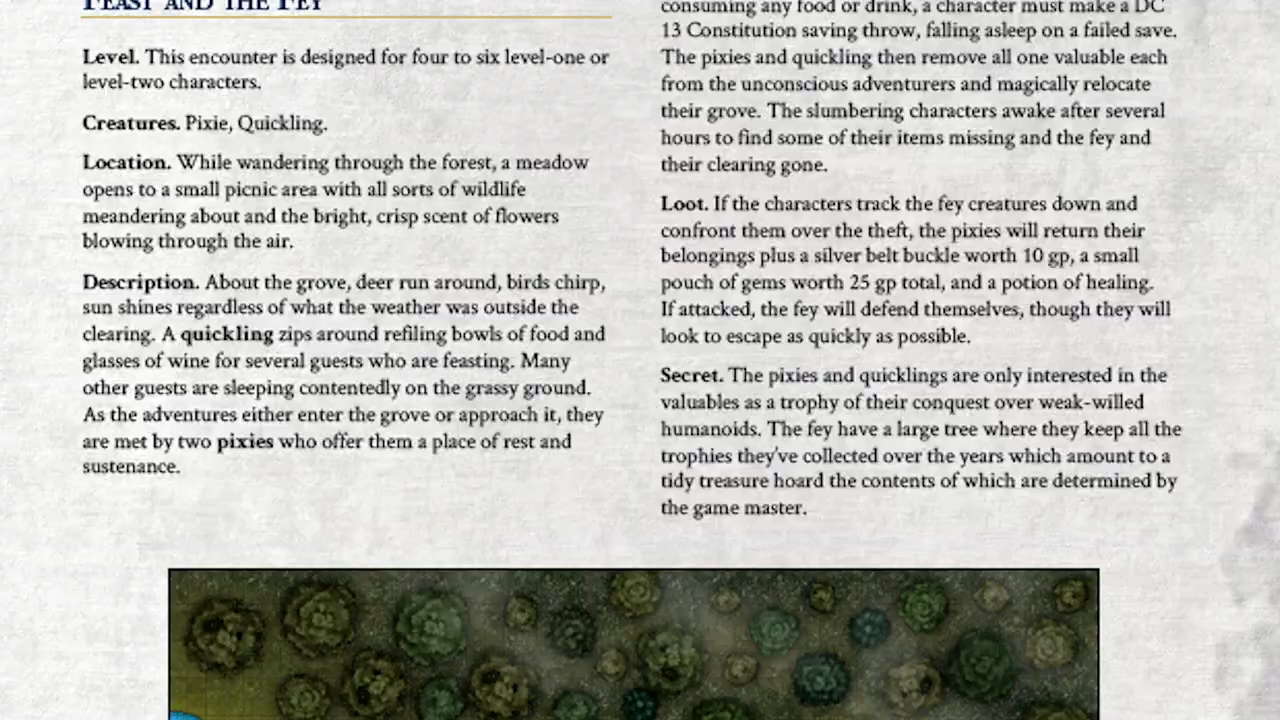 FEAST AND THE FEY
Level. This encounter is designed for four to six level-one or
level-two characters.
Creatures. Pixie, Quickling.
Location. While wandering through the forest, a meadow
opens to a small picnic area with all sorts of wildlife
meandering about and the bright, crisp scent of flowers
blowing through the air.
Description. About the grove, deer run around, birds chirp,
sun shines regardless of what the weather was outside the
clearing. A quickling zips around refiling bowls of food and
glasses of wine for several guests who are feasting. Many
other guests are sleeping contentedly on the grassy ground.
As the adventures either enter the grove or approach it, they
are met by two pixies who offer them a place of rest and
sustenance.
consuming any food or drink, a character must make a DC
13 Constitution saving throw, falling asleep on a failed save.
The pixies and quickling then remove all one valuable each
from the unconscious adventurers and magically relocate
their grove. The slumbering characters awake after several
hours to find some of their items missing and the fey and
their clearing gone.
Loot. If the characters track the fey creatures down and
confront them over the theft, the pixies will return their
belongings plus a silver belt buckle worth 10 gp, a small
pouch of gems worth 25 gp total, and a potion of healing.
If attacked, the fey will defend themselves, though they will
look to escape as quickly as possible.
Secret. The pixies and quicklings are only interested in the
valuables as a trophy of their conquest over weak-willed
humanoids. The fey have a large tree where they keep all the
trophies they've collected over the years which amount to a
tidy treasure hoard the contents of which are determined by
the game master.